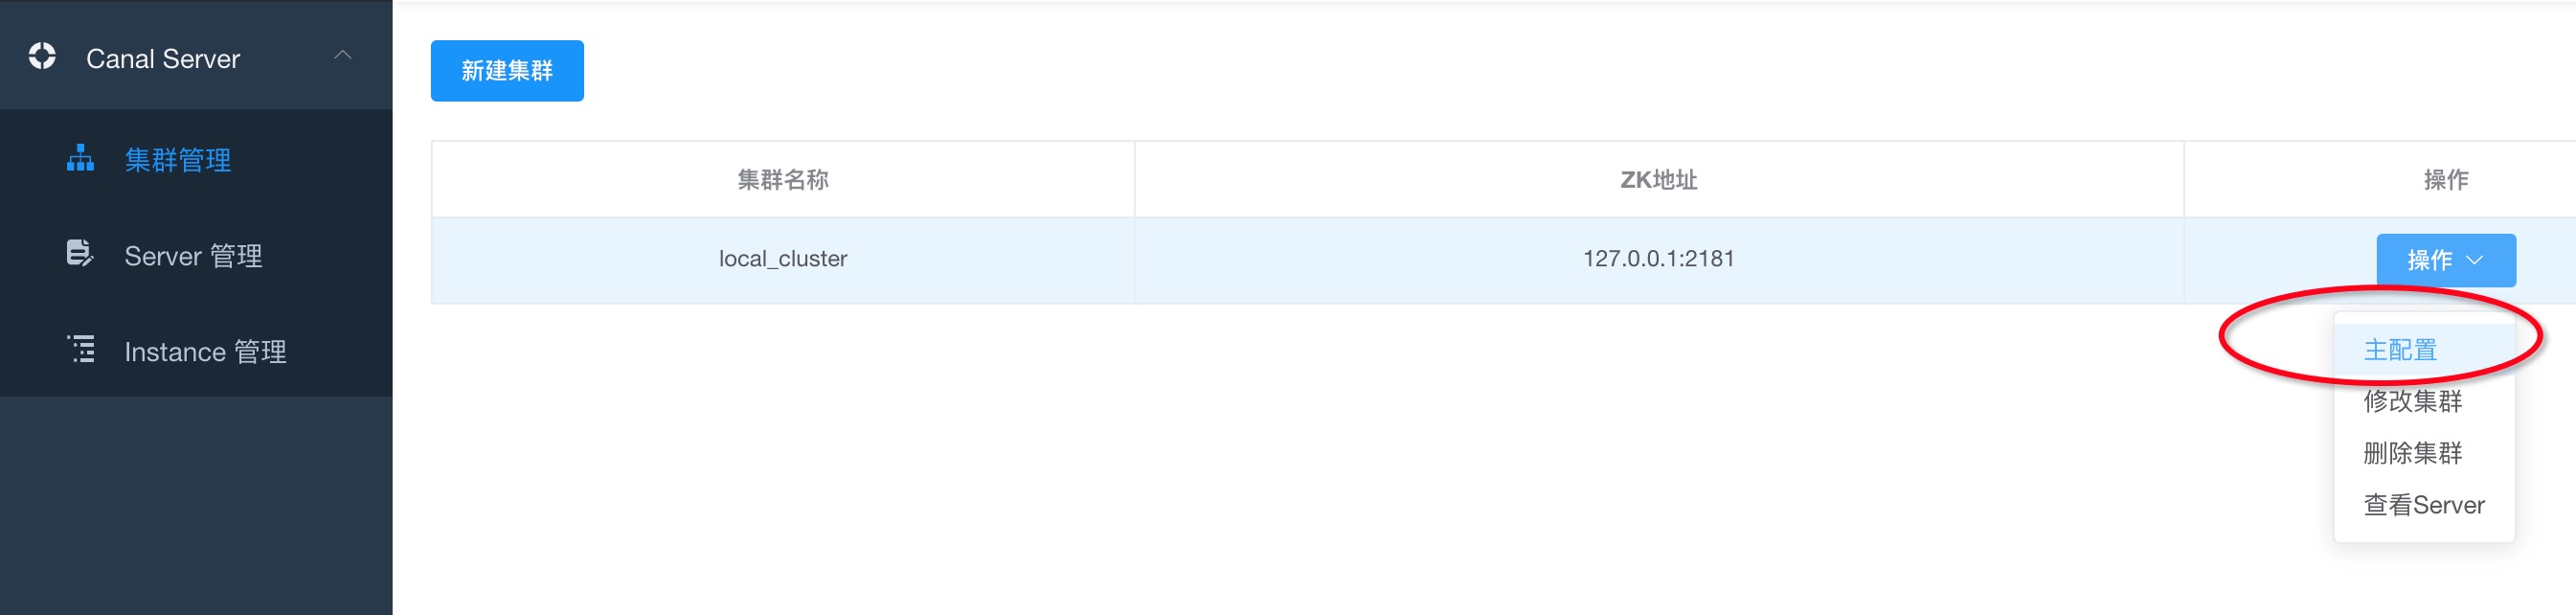 Canal Server
集群管理
Server 管理
Instance 管理
新建集群
集群名称 ZK地址 操作
local_cluster 127.0.0.1:2181 操作
主配置
修改集群
删除集群
查看Server